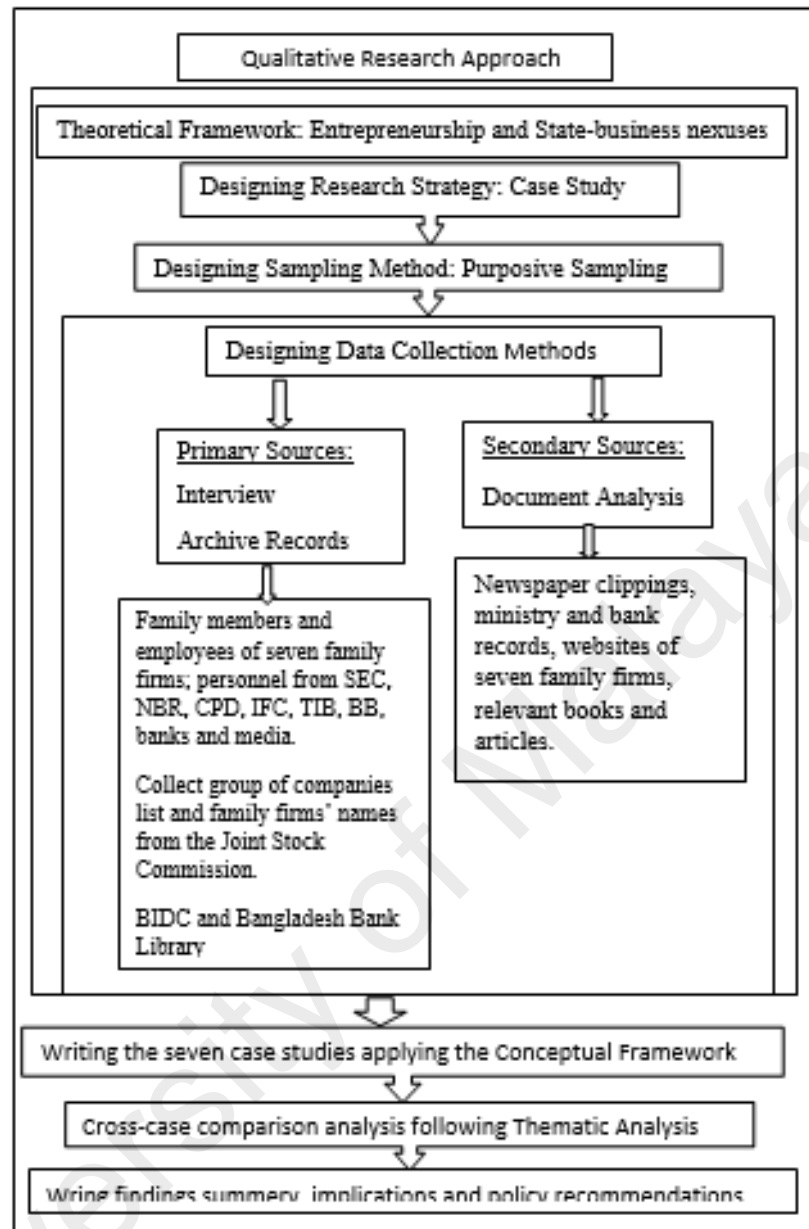 Qualitative Research Approach
Theoretical Framework: Entrepreneurship and State-business nexuses
Designing Research Strategy: Case Study
Designing Sampling Method: Purposive Sampling
Designing Data Collection Methods
Primary Sources:
Interview
Archive Records
Secondary Sources:
Document Analysis
Family members and
employees of seven family
firms; personnel from SEC,
NBR, CPD, IFC, TIB, BB,
banks and media.
Collect group of companies
list and family firms' names
from the Joint Stock
Commission.
BIDC and Bangladesh Bank
Library
Newspaper clippings,
ministry and bank
records, websites of
seven family firms,
relevant books and
articles.
Writing the seven case studies applying the Conceptual Framework
Cross-case comparison analysis following Thematic Analysis
Wring findings summery, implications and policy recommendations
versity of Malaya